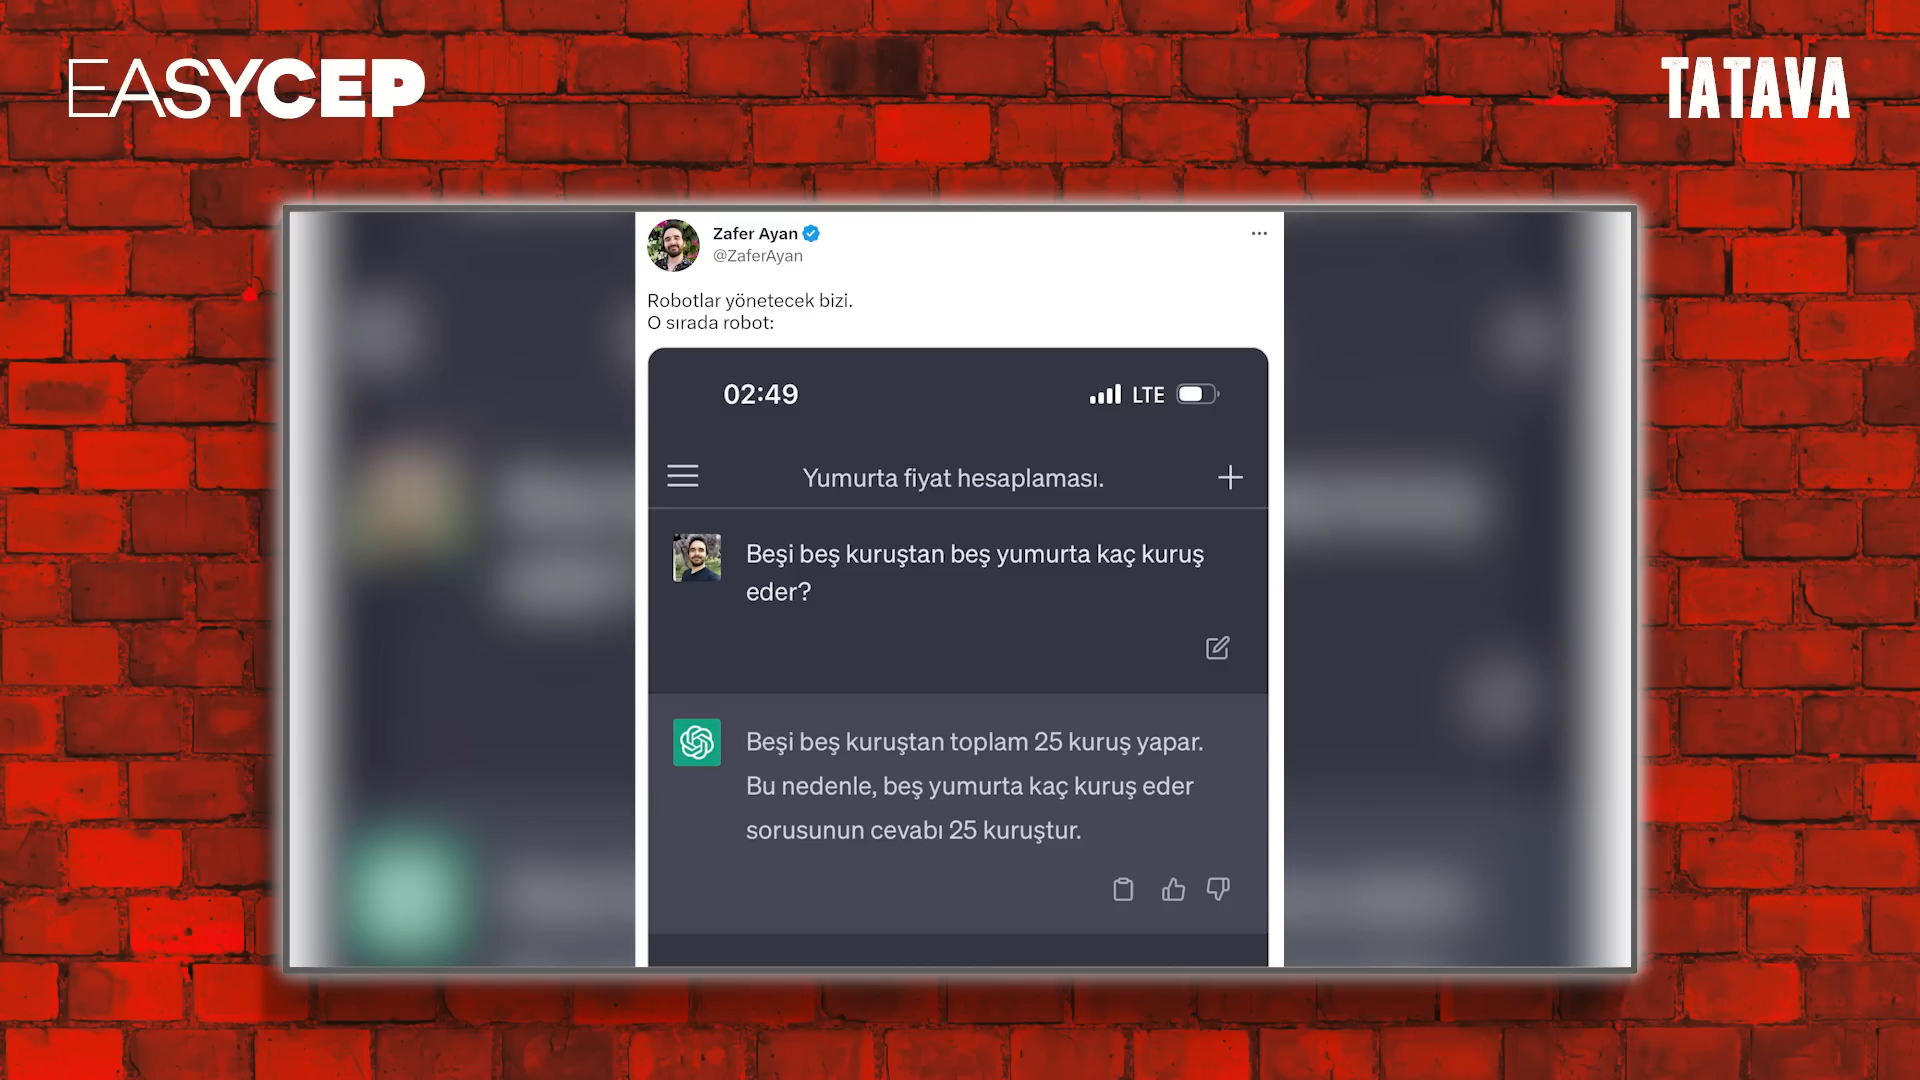 EASYCEP
TATAVA
Zafer Ayan
@ZaferAyan
Robotlar yönetecek bizi.
O sırada robot:
02:49
LTE
Yumurta fiyat hesaplaması.
Beşi beş kuruştan beş yumurta kaç kuruş
eder?
Beşi beş kuruştan toplam 25 kuruş yapar.
Bu nedenle, beş yumurta kaç kuruş eder
sorusunun cevabı 25 kuruştur.